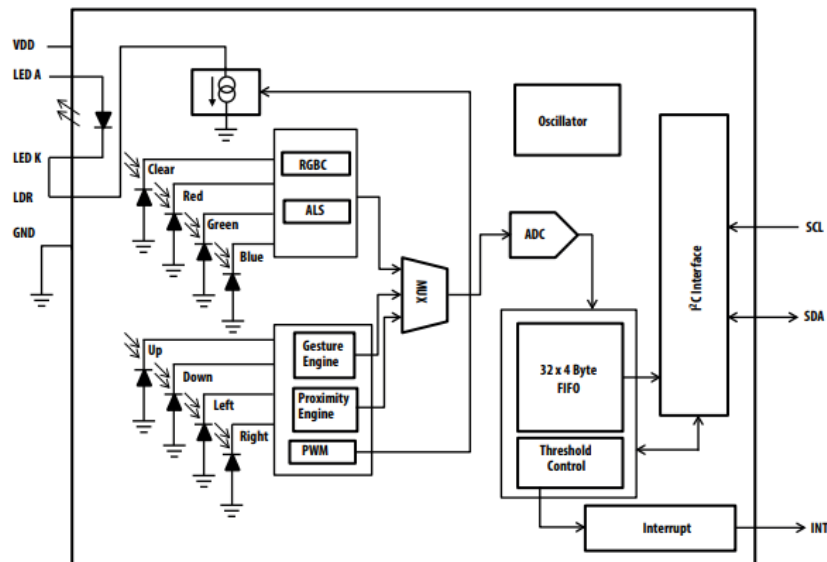 VDD
LED A
LED K
LDR
GND
Clear
Red
Green
Blue
RGBC
ALS
Up
Down
Left
Right
Gesture
Engine
Proximity
Engine
PWM
MUX
ADC
Oscillator
32 x 4 Byte
FIFO
Threshold
Control
I²C Interface
Interrupt
SCL
SDA
INT